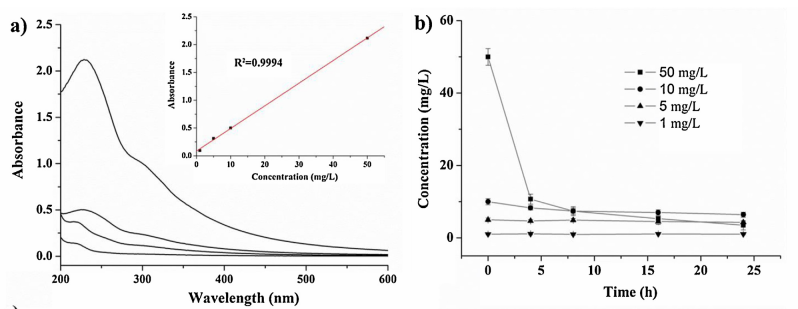 a)
2.5
2.0
1.5
1.0
0.5
0.0
Absorbance
200
300
400
500
600
Wavelength (nm)
2.5
2.0
1.5
1.0
0.5
0.0
Absorbance
R²=0.9994
0
10
20
30
40
50
Concentration (mg/L)
b)
60
40
20
0
Concentration (mg/L)
50 mg/L
10 mg/L
5 mg/L
1 mg/L
0
5
10
15
20
25
Time (h)